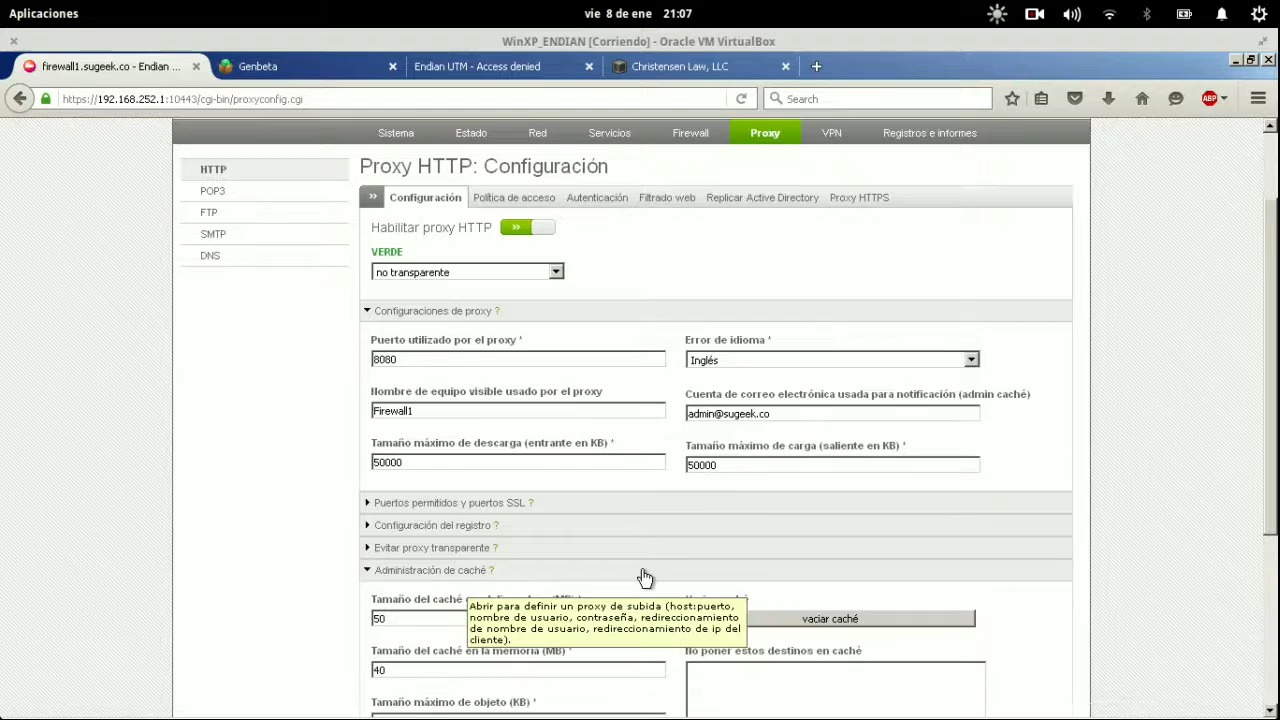 Aplicaciones
vie 8 de ene 21:07
WinXP_ENDIAN [Corriendo] - Oracle VM VirtualBox
firewall1.sugeek.co - Endian ...
Genbeta
Endian UTM - Access denied
Christensen Law, LLC
https://192.168.252.1:10443/cgi-bin/proxyconfig.cgi
Search
ABP
Sistema
Estado
Red
Servicios
Firewall
Proxy
VPN
Registros e informes
HTTP
POP3
FTP
SMTP
DNS
Proxy HTTP: Configuración
»
Configuración
Política de acceso
Autenticación
Filtrado web
Replicar Active Directory
Proxy HTTPS
Habilitar proxy HTTP »
VERDE
no transparente
Configuraciones de proxy ?
Puerto utilizado por el proxy *
8080
Error de idioma *
Inglés
Nombre de equipo visible usado por el proxy
Firewall1
Cuenta de correo electrónica usada para notificación (admin caché)
admin@sugeek.co
Tamaño máximo de descarga (entrante en KB) *
50000
Tamaño máximo de carga (saliente en KB) *
50000
Puertos permitidos y puertos SSL ?
Configuración del registro ?
Evitar proxy transparente ?
Administración de caché ?
Tamaño del caché
50
Abrir para definir un proxy de subida (host:puerto,
nombre de usuario, contraseña, redireccionamiento
de nombre de usuario, redireccionamiento de ip del
cliente).
vaciar caché
Tamaño del caché en la memoria (MB) *
40
No poner estos destinos en caché
Tamaño máximo de objeto (KB) *